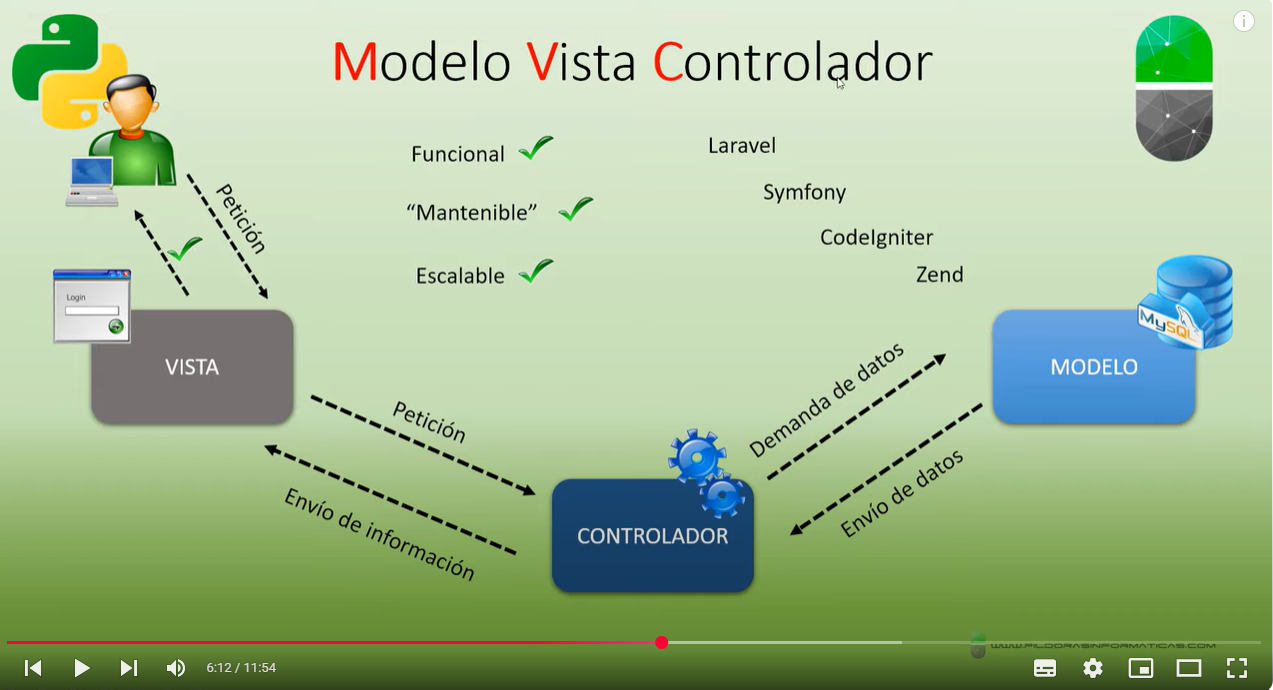 Modelo Vista Controlador
Funcional
Laravel
“Mantenible”
Symfony
CodeIgniter
Escalable
Zend
Petición
Login
VISTA
MySQL
MODELO
Petición
Demanda de datos
Envío de información
Envío de datos
CONTROLADOR
WWW.PILDORASINFORMATICAS.COM
6:12 / 11:54